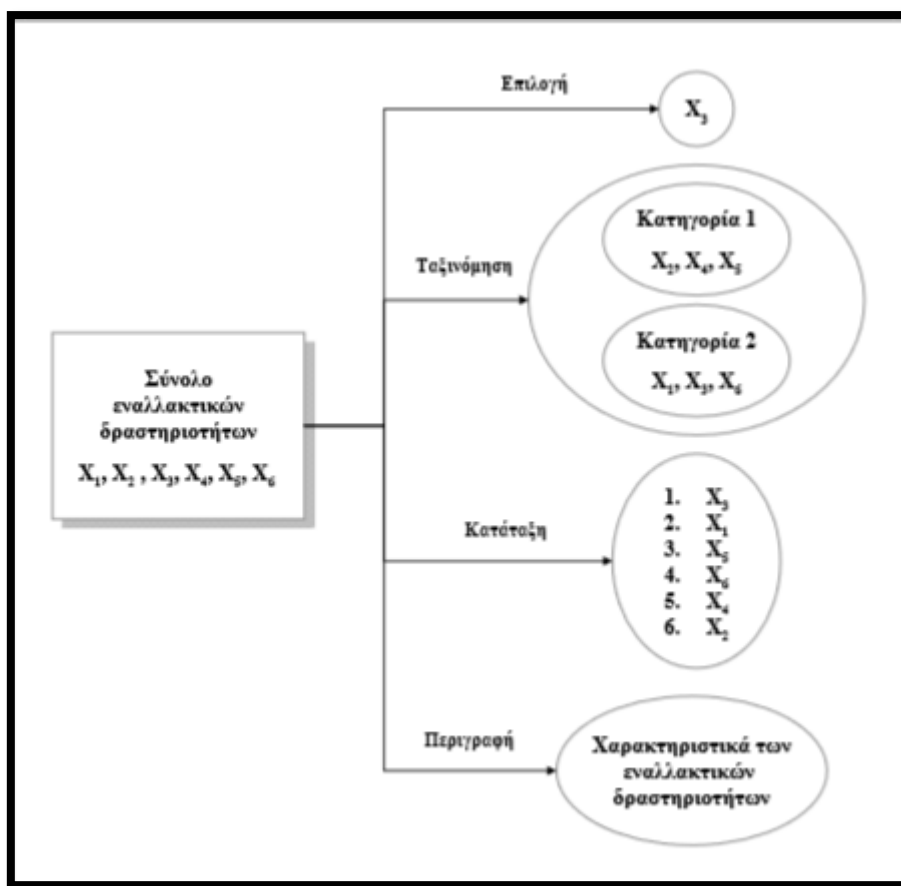 Επιλογή
X₃
Ταξινόμηση
Κατηγορία 1
X₂, X₄, X₅
Κατηγορία 2
X₁, X₃, X₆
Σύνολο
εναλλακτικών
δραστηριοτήτων
X₁, X₂ , X₃, X₄, X₅, X₆
Κατάταξη
1. X₃
2. X₁
3. X₅
4. X₆
5. X₄
6. X₂
Περιγραφή
Χαρακτηριστικά των
εναλλακτικών
δραστηριοτήτων